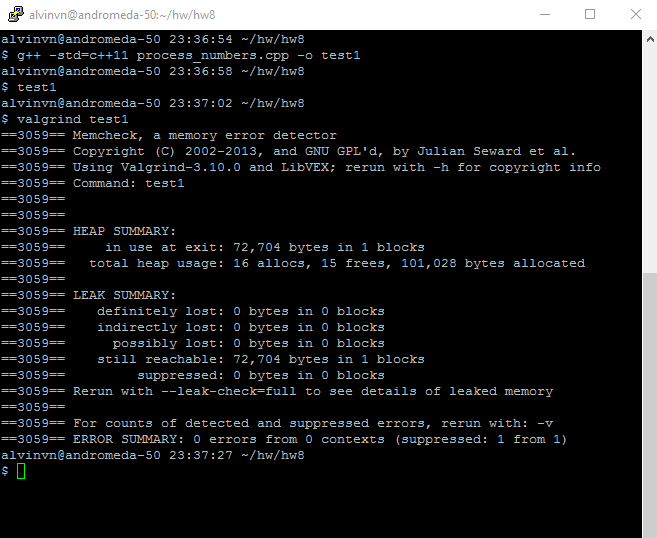 alvinvn@andromeda-50:~/hw/hw8
alvinvn@andromeda-50 23:36:54 ~/hw/hw8
$ g++ -std=c++11 process_numbers.cpp -o test1
alvinvn@andromeda-50 23:36:58 ~/hw/hw8
$ test1
alvinvn@andromeda-50 23:37:02 ~/hw/hw8
$ valgrind test1
==3059== Memcheck, a memory error detector
==3059== Copyright (C) 2002-2013, and GNU GPL'd, by Julian Seward et al.
==3059== Using Valgrind-3.10.0 and LibVEX; rerun with -h for copyright info
==3059== Command: test1
==3059==
==3059==
==3059== HEAP SUMMARY:
==3059==     in use at exit: 72,704 bytes in 1 blocks
==3059==   total heap usage: 16 allocs, 15 frees, 101,028 bytes allocated
==3059==
==3059== LEAK SUMMARY:
==3059==    definitely lost: 0 bytes in 0 blocks
==3059==    indirectly lost: 0 bytes in 0 blocks
==3059==      possibly lost: 0 bytes in 0 blocks
==3059==    still reachable: 72,704 bytes in 1 blocks
==3059==         suppressed: 0 bytes in 0 blocks
==3059== Rerun with --leak-check=full to see details of leaked memory
==3059==
==3059== For counts of detected and suppressed errors, rerun with: -v
==3059== ERROR SUMMARY: 0 errors from 0 contexts (suppressed: 1 from 1)
alvinvn@andromeda-50 23:37:27 ~/hw/hw8
$